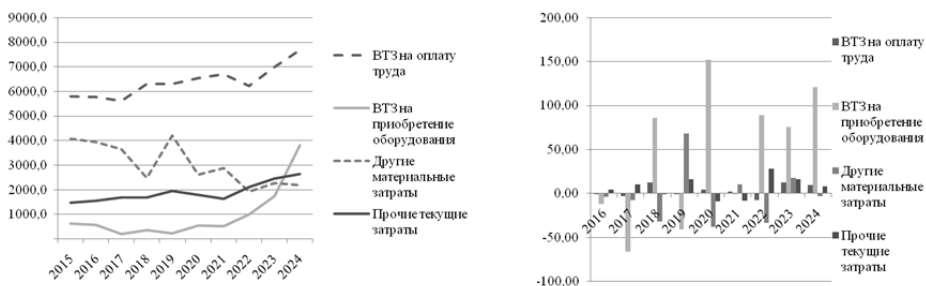 9000,0
8000,0
7000,0
6000,0
5000,0
4000,0
3000,0
2000,0
1000,0
2015
2016
2017
2018
2019
2020
2021
2022
2023
2024
ВТЗ на оплату
труда
ВТЗ на
приобретение
оборудования
Другие
материальные
затраты
Прочие текущие
затраты
200,00
150,00
100,00
50,00
0,00
-50,00
-100,00
2016
2017
2018
2019
2020
2021
2022
2023
2024
ВТЗ на оплату
труда
ВТЗ на
приобретение
оборудования
Другие
материальные
затраты
Прочие
текущие
затраты